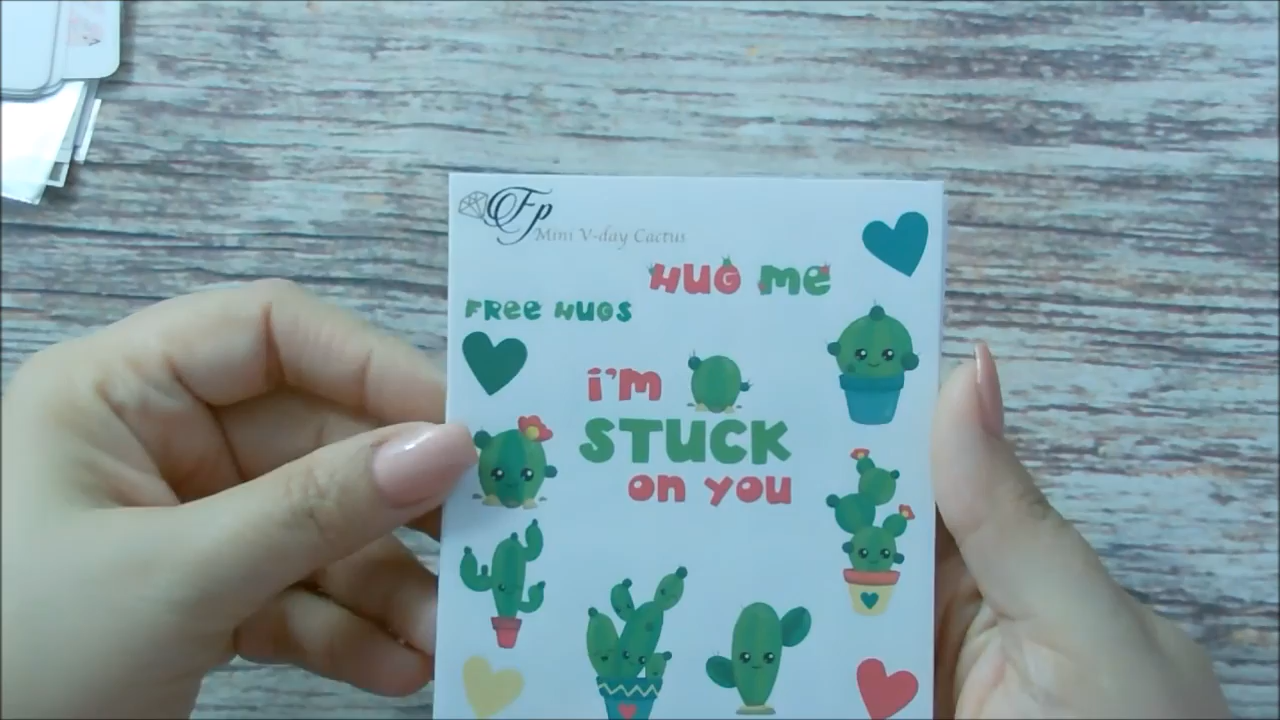 Fp
Mini V-day Cactus
HUG me
FREE HUGS
i'm
STUCK
on you